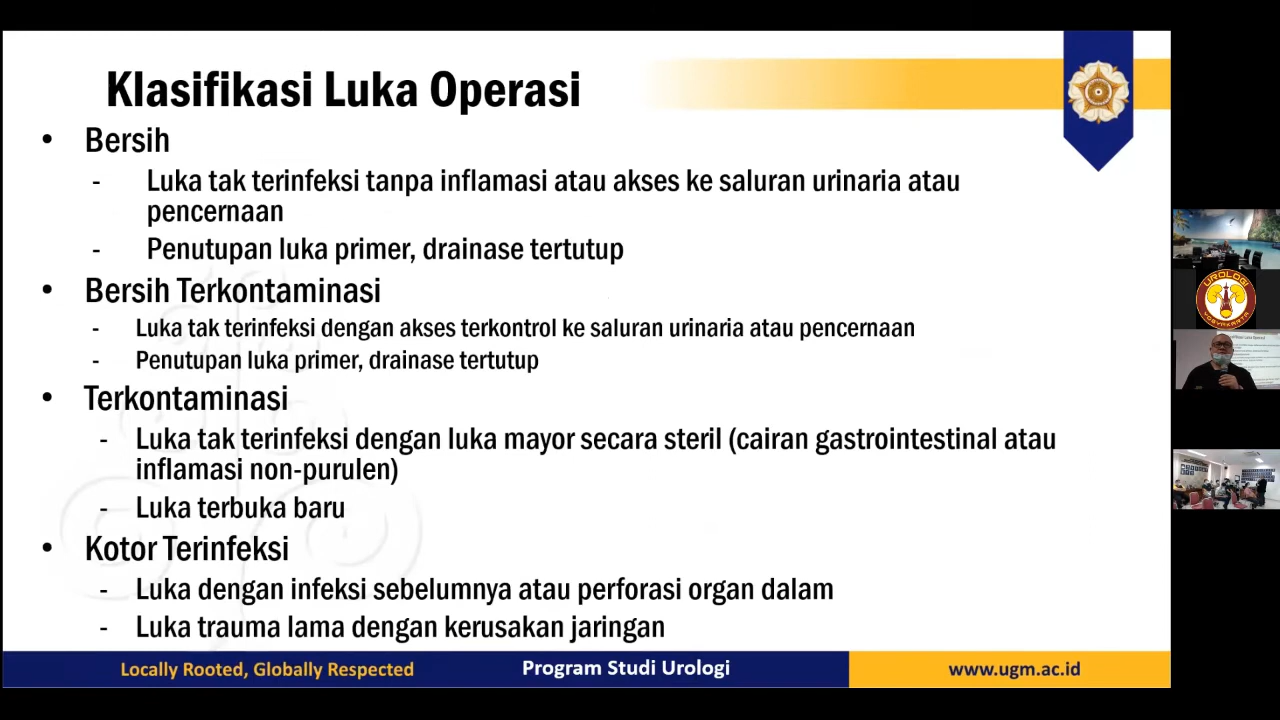 Klasifikasi Luka Operasi
• Bersih
- Luka tak terinfeksi tanpa inflamasi atau akses ke saluran urinaria atau
pencernaan
- Penutupan luka primer, drainase tertutup
• Bersih Terkontaminasi
- Luka tak terinfeksi dengan akses terkontrol ke saluran urinaria atau pencernaan
- Penutupan luka primer, drainase tertutup
• Terkontaminasi
- Luka tak terinfeksi dengan luka mayor secara steril (cairan gastrointestinal atau
inflamasi non-purulen)
- Luka terbuka baru
• Kotor Terinfeksi
- Luka dengan infeksi sebelumnya atau perforasi organ dalam
- Luka trauma lama dengan kerusakan jaringan
Locally Rooted, Globally Respected
Program Studi Urologi
www.ugm.ac.id
UROLOGI
YOGYAKARTA